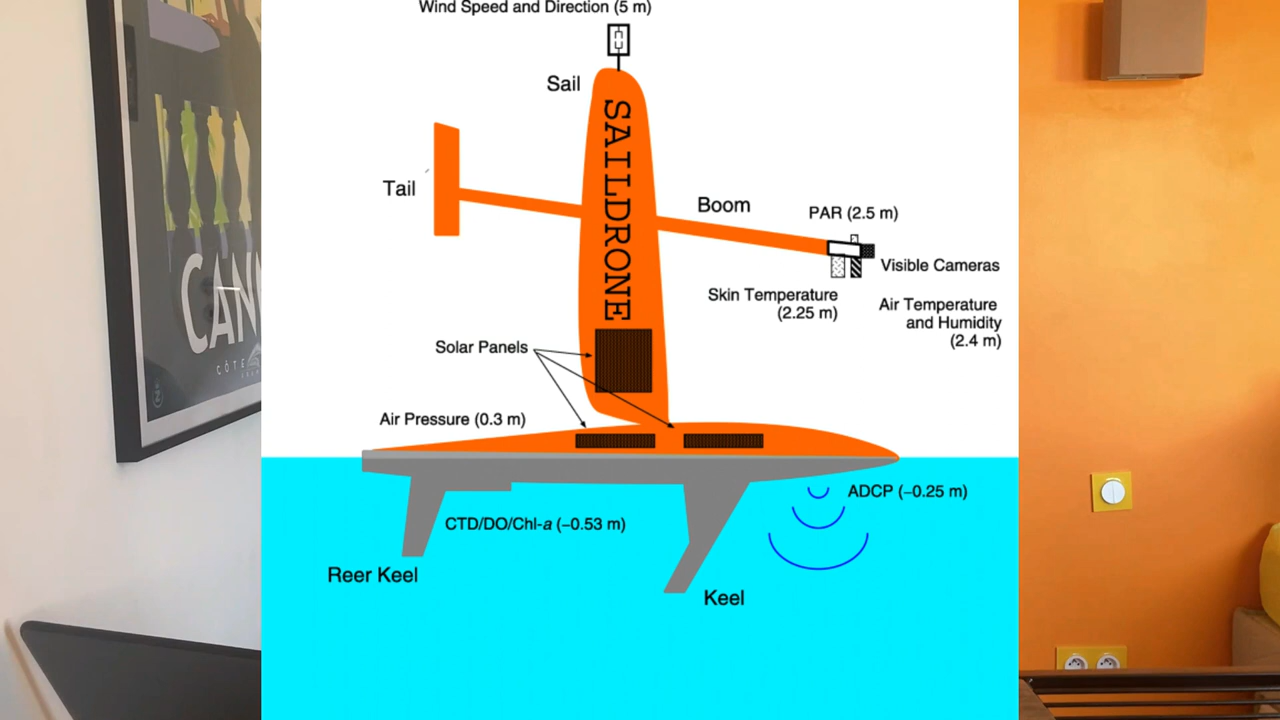 Wind Speed and Direction (5 m)
Sail
SAILDRONE
Tail
Boom
PAR (2.5 m)
Visible Cameras
Skin Temperature
(2.25 m)
Air Temperature
and Humidity
(2.4 m)
Solar Panels
Air Pressure (0.3 m)
ADCP (−0.25 m)
CTD/DO/Chl-a (−0.53 m)
Reer Keel
Keel
CANN
CÔTE